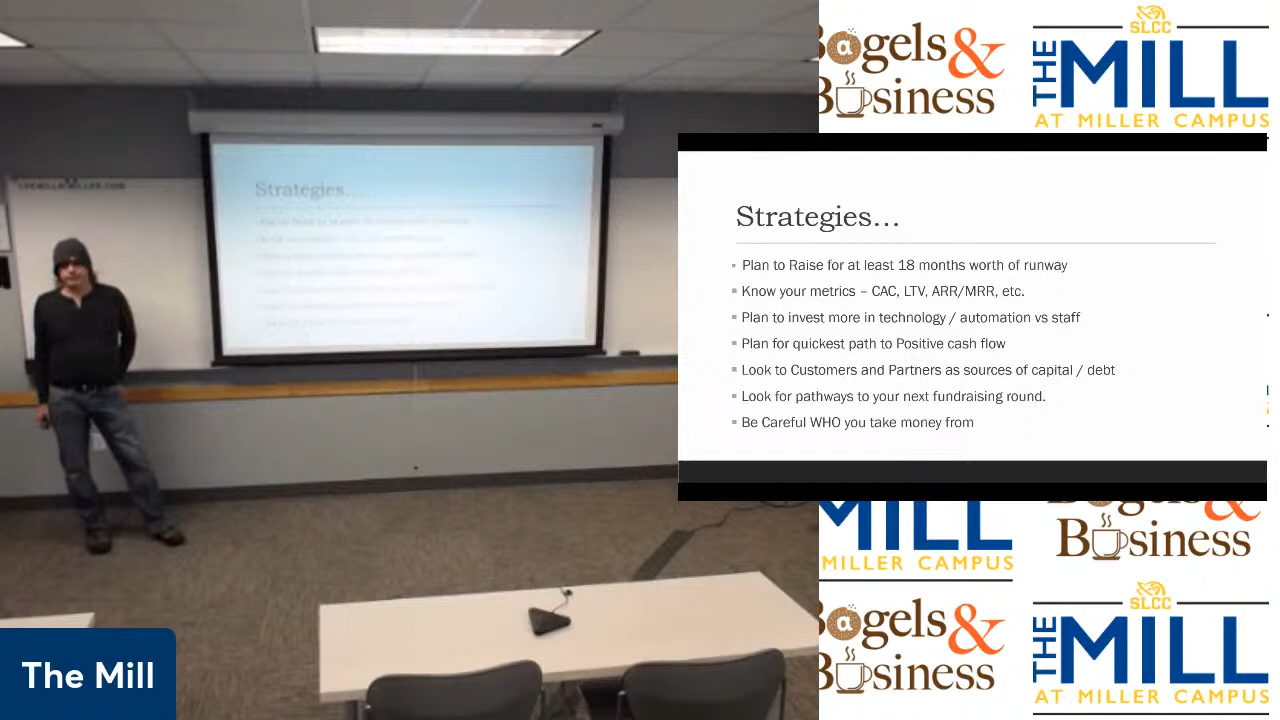 Bagels &
Business
SLCC
THE MILL
AT MILLER CAMPUS
THEMILLATMILLER.COM
Strategies.....
Strategies...
Plan to Raise for at least 18 months worth of runway
Know your metrics – CAC, LTV, ARR/MRR, etc.
Plan to invest more in technology / automation vs staff
Plan for quickest path to Positive cash flow
Look to Customers and Partners as sources of capital / debt
Look for pathways to your next fundraising round.
Be Careful WHO you take money from
MILL
MILLER CAMPUS
Bagels &
Business
Bagels &
Business
SLCC
THE MILL
AT MILLER CAMPUS
The Mill